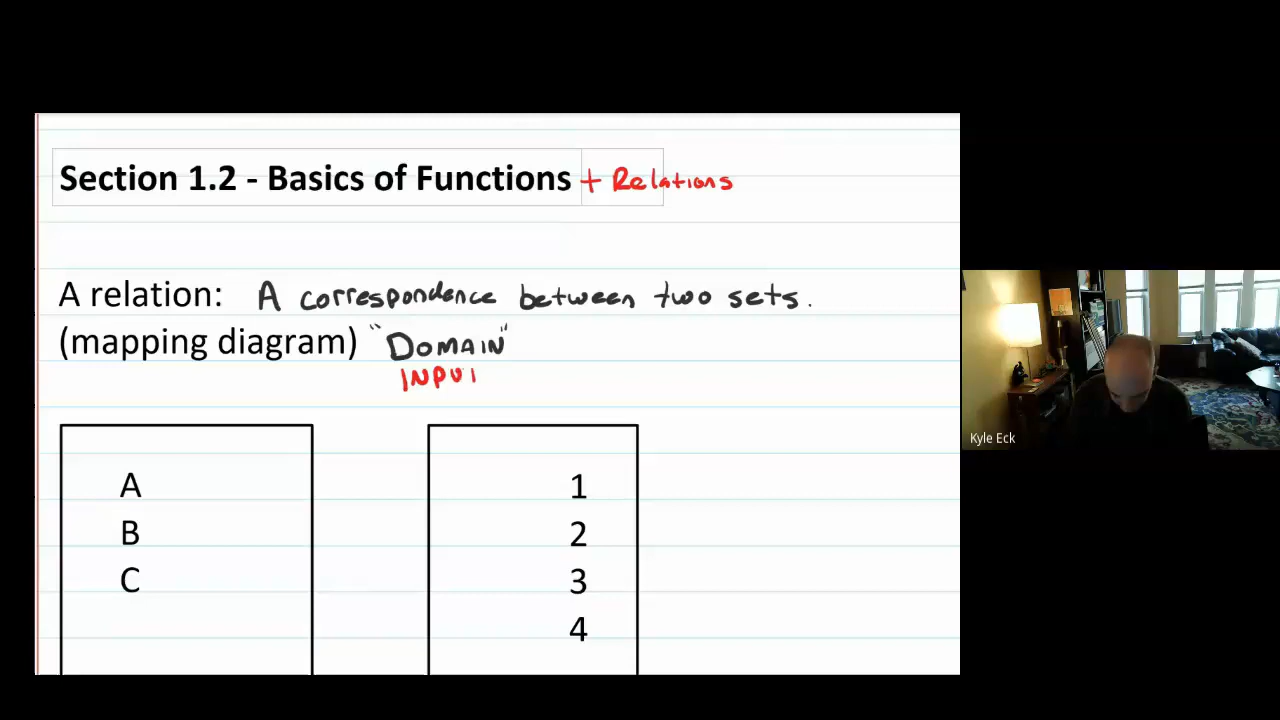 Section 1.2 - Basics of Functions + Relations
A relation: A correspondence between two sets.
(mapping diagram) "DOMAIN"
INPUT
A 1
B 2
C 3
4
Kyle Eck